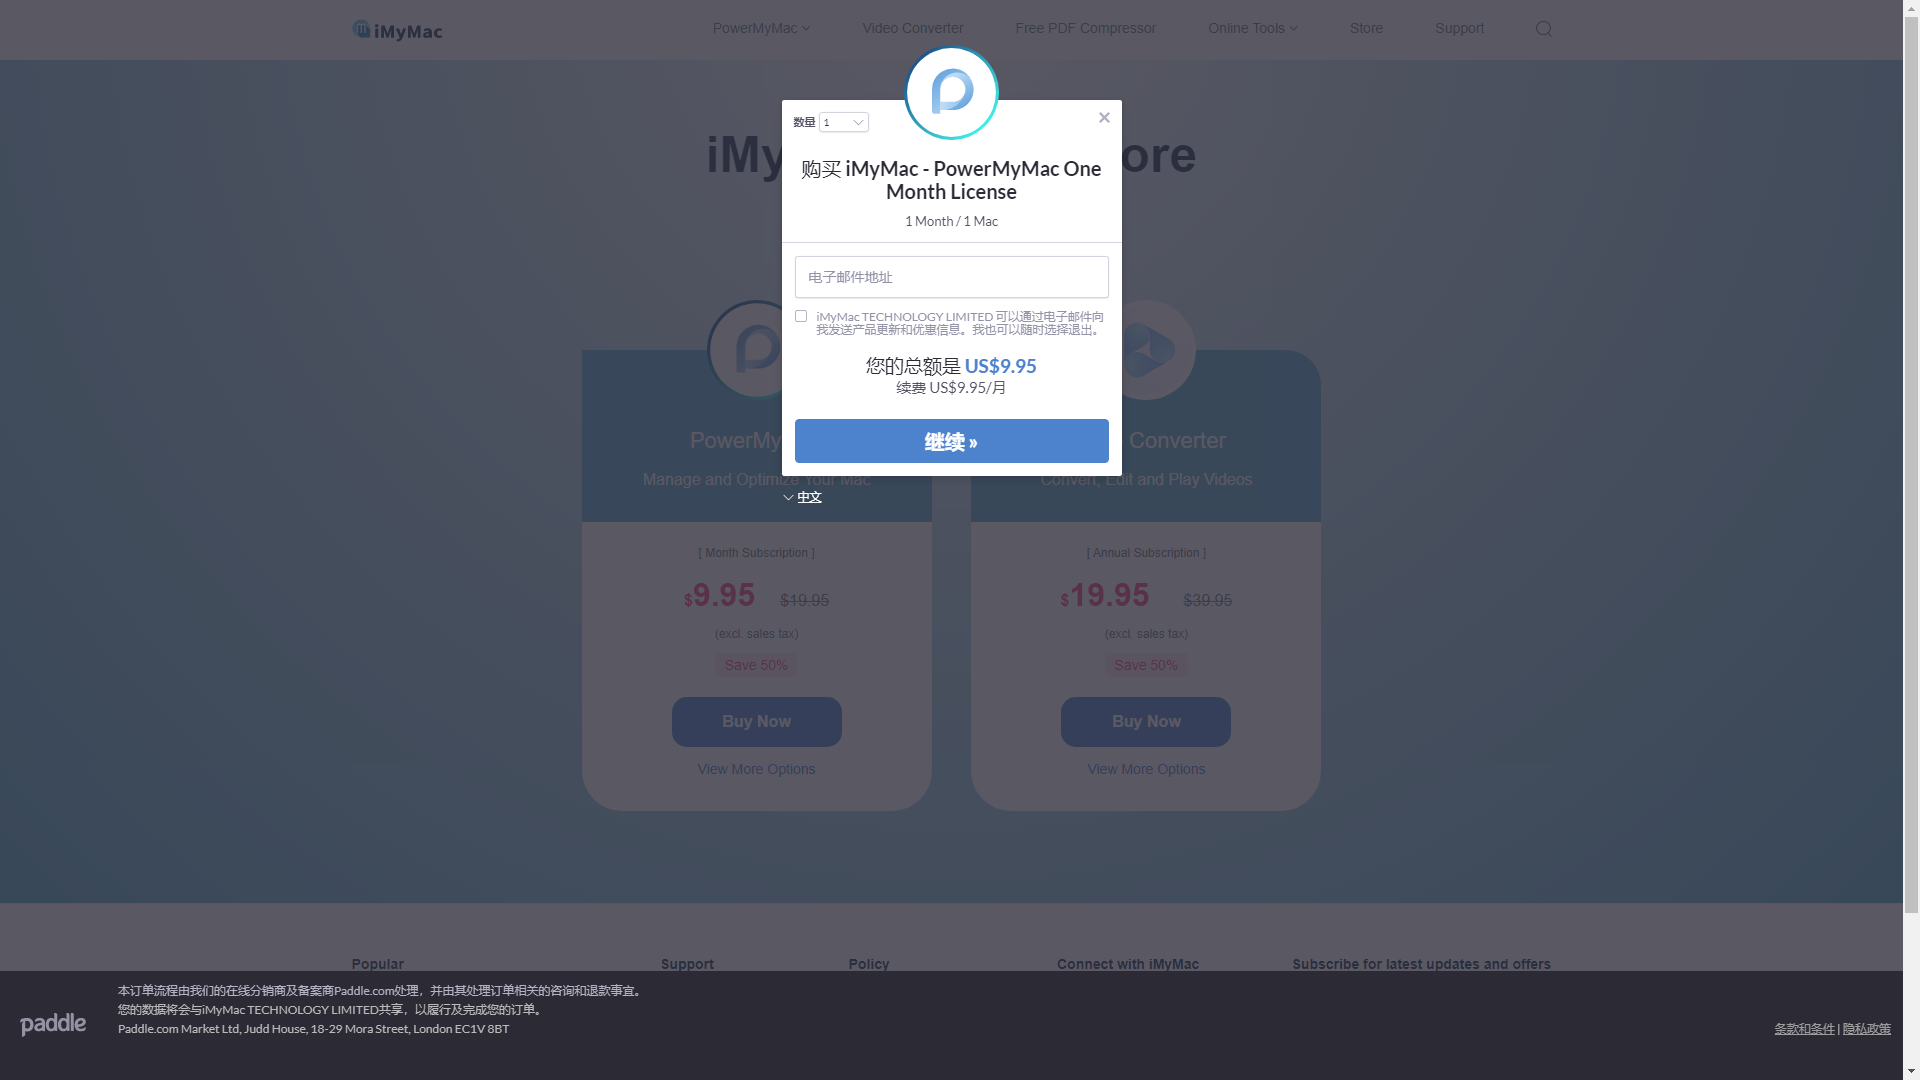 iMyMac
PowerMyMac
Video Converter
Free PDF Compressor
Online Tools
Store
Support
数量 1
购买 iMyMac - PowerMyMac One
Month License
1 Month / 1 Mac
电子邮件地址
iMyMac TECHNOLOGY LIMITED 可以通过电子邮件向
我发送产品更新和优惠信息。我也可以随时选择退出。
您的总额是 US$9.95
续费 US$9.95/月
继续 »
中文
iMy
ore
PowerMy
Manage and Optimize Your Mac
[ Month Subscription ]
$9.95 $19.95
(excl. sales tax)
Save 50%
Buy Now
View More Options
Converter
Convert, Edit and Play Videos
[ Annual Subscription ]
$19.95 $39.95
(excl. sales tax)
Save 50%
Buy Now
View More Options
Popular
Support
Policy
Connect with iMyMac
Subscribe for latest updates and offers
paddle
本订单流程由我们的在线分销商及备案商Paddle.com处理，并由其处理订单相关的咨询和退款事宜。
您的数据将会与iMyMac TECHNOLOGY LIMITED共享，以履行及完成您的订单。
Paddle.com Market Ltd, Judd House, 18-29 Mora Street, London EC1V 8BT
条款和条件 | 隐私政策